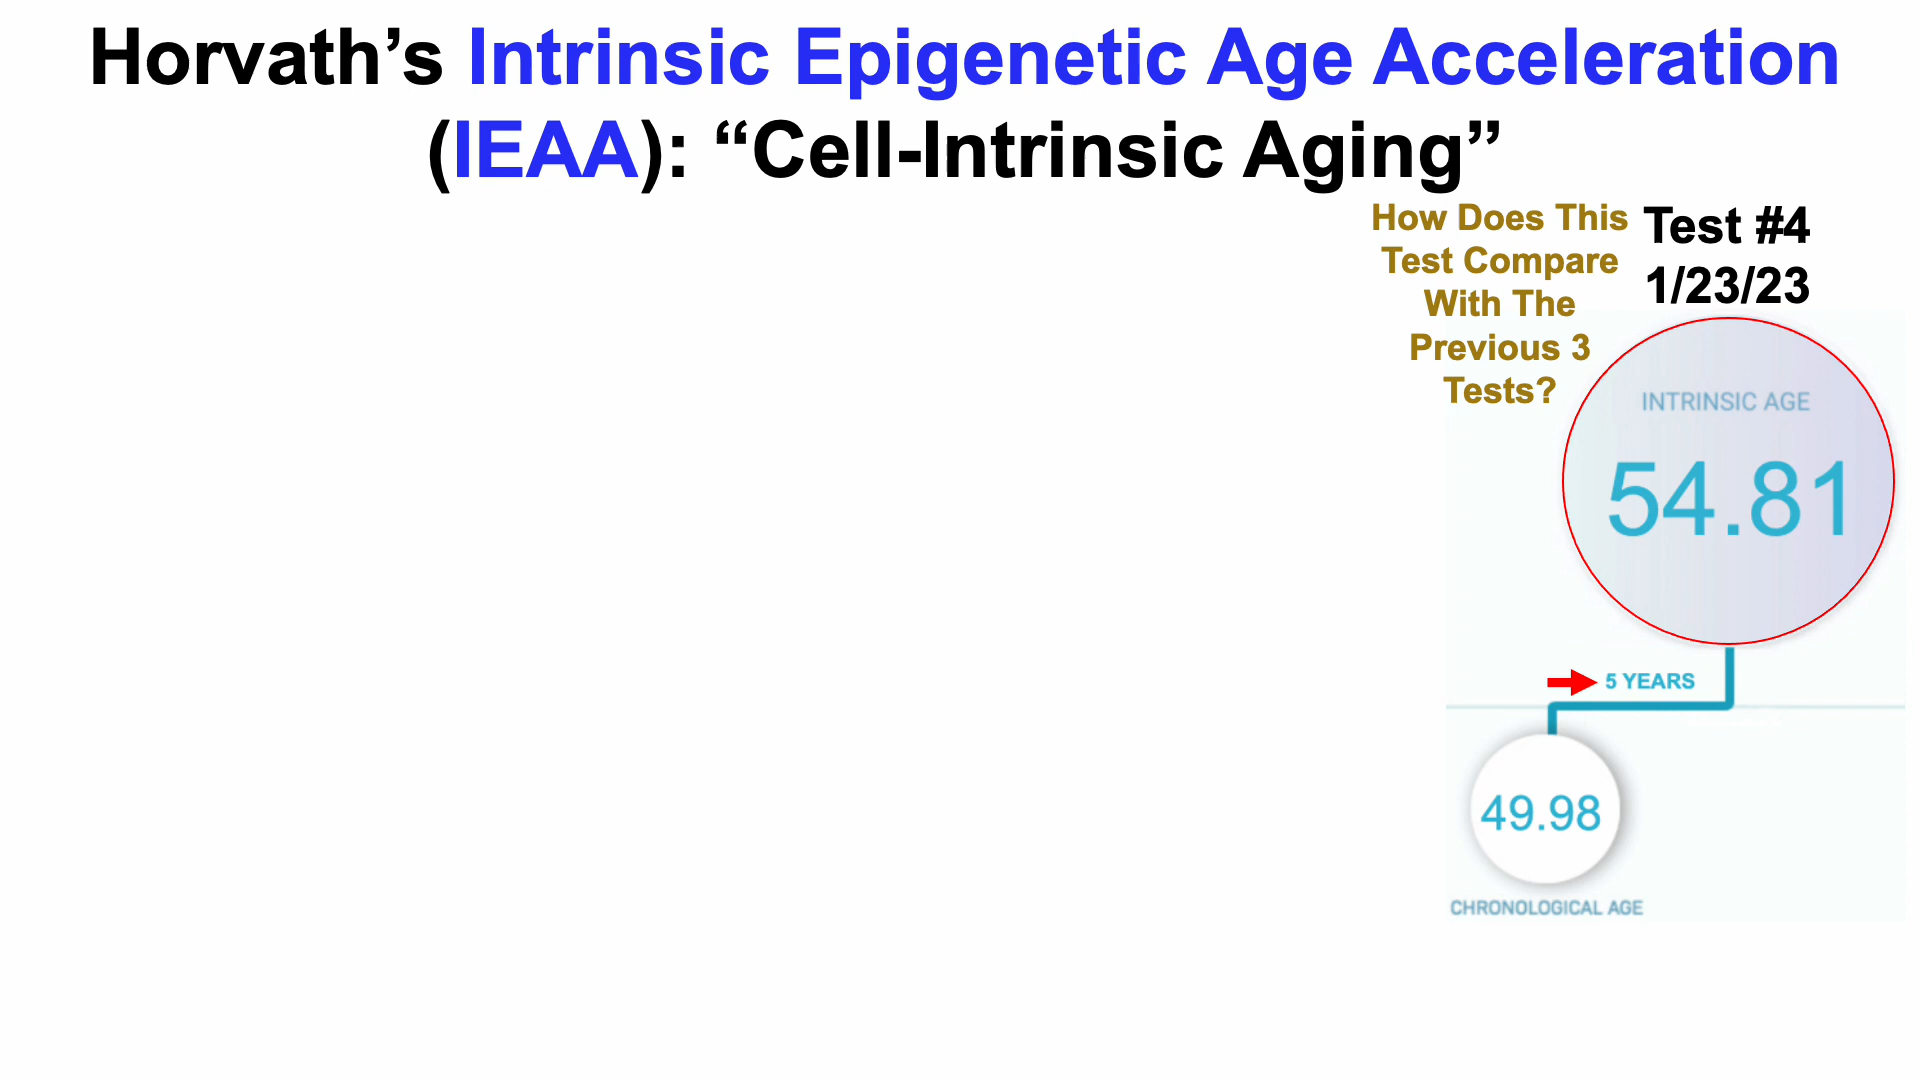 Horvath’s Intrinsic Epigenetic Age Acceleration
(IEAA): “Cell-Intrinsic Aging”
How Does This
Test Compare
With The
Previous 3
Tests?
Test #4
1/23/23
INTRINSIC AGE
54.81
5 YEARS
49.98
CHRONOLOGICAL AGE